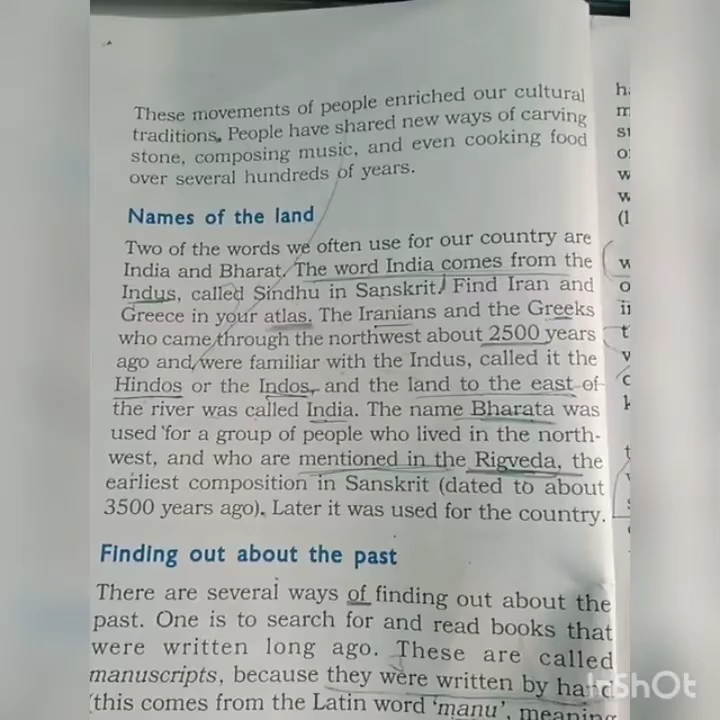 These movements of people enriched our cultural
traditions. People have shared new ways of carving
stone, composing music, and even cooking food
over several hundreds of years.
Names of the land
Two of the words we often use for our country are
India and Bharat. The word India comes from the
Indus, called Sindhu in Sanskrit. Find Iran and
Greece in your atlas. The Iranians and the Greeks
who came through the northwest about 2500 years
ago and were familiar with the Indus, called it the
Hindos or the Indos, and the land to the east of
the river was called India. The name Bharata was
used for a group of people who lived in the north-
west, and who are mentioned in the Rigveda, the
earliest composition in Sanskrit (dated to about
3500 years ago). Later it was used for the country.
Finding out about the past
There are several ways of finding out about the
past. One is to search for and read books that
were written long ago. These are called
manuscripts, because they were written by hand
(this comes from the Latin word 'manu', meaning
InShOt